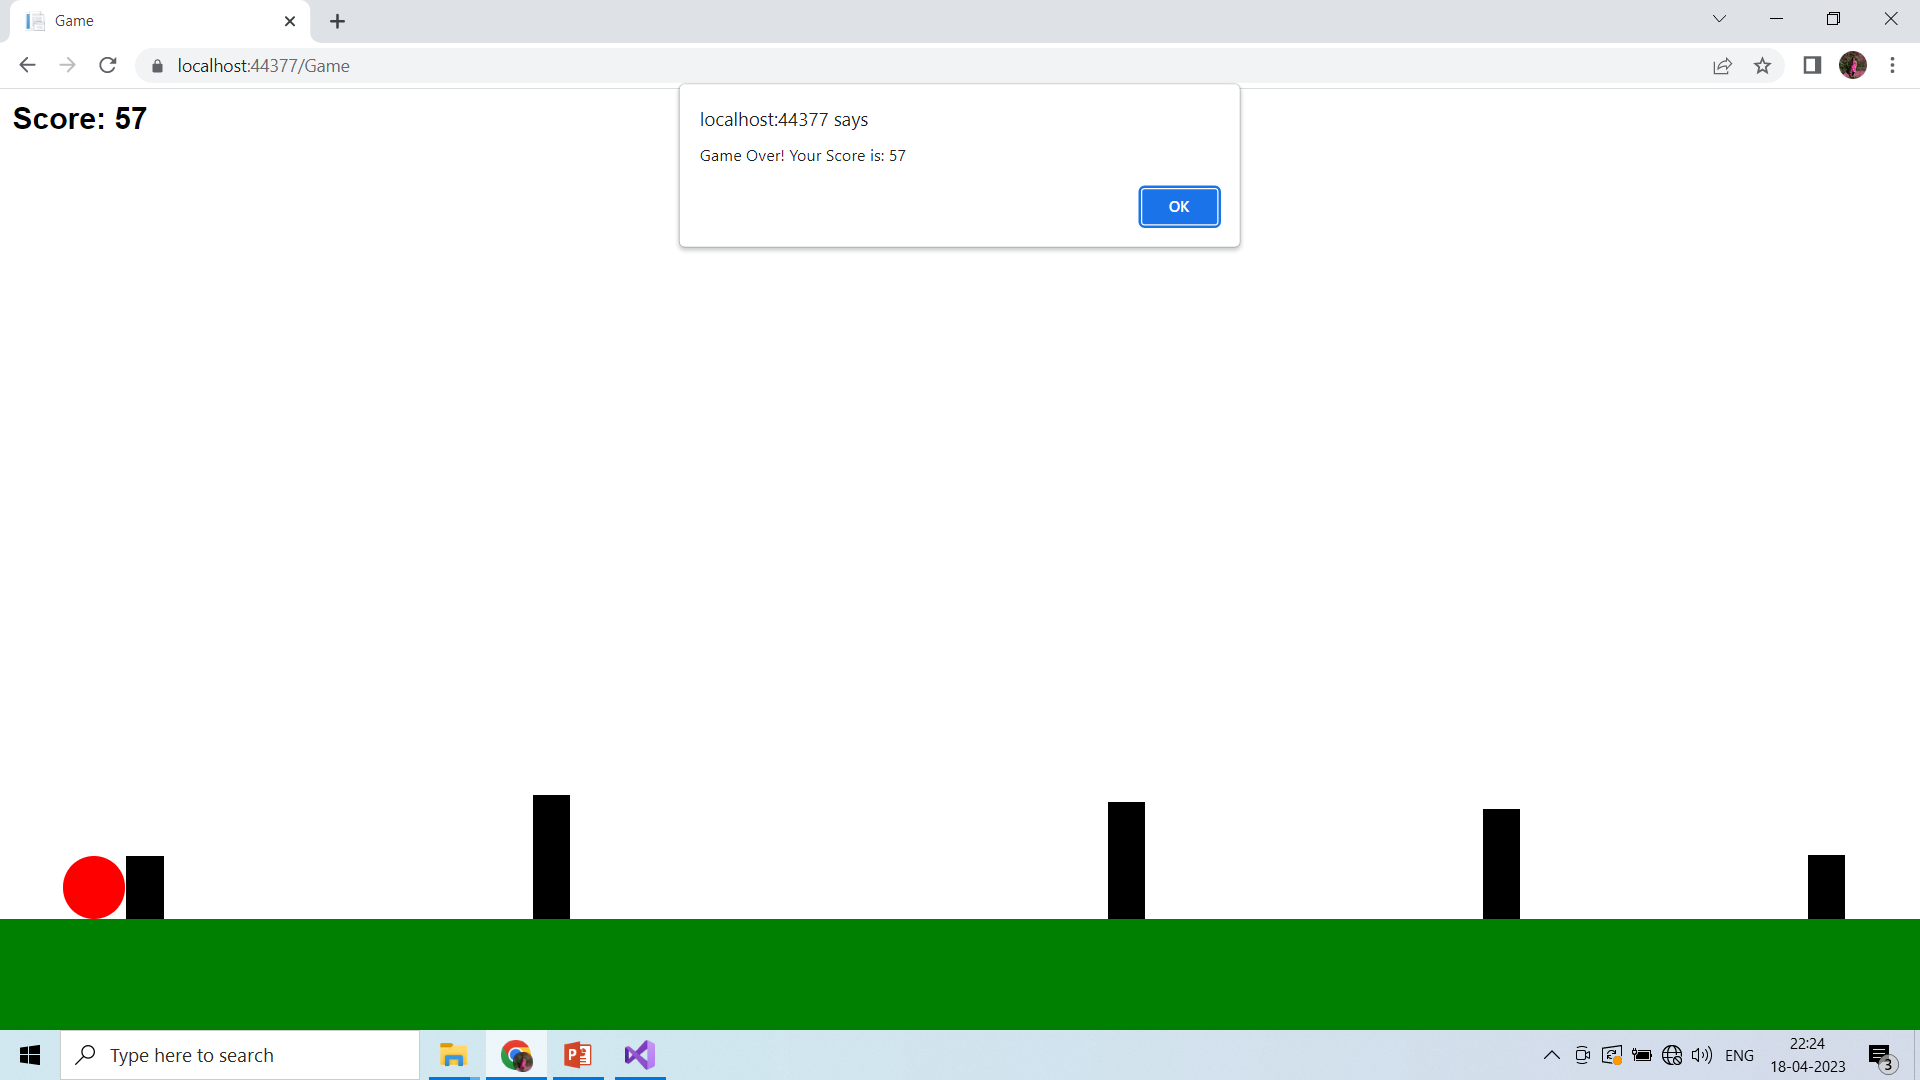 Game
localhost:44377/Game
Score: 57
localhost:44377 says
Game Over! Your Score is: 57
OK
Type here to search
ENG
22:24
18-04-2023
3